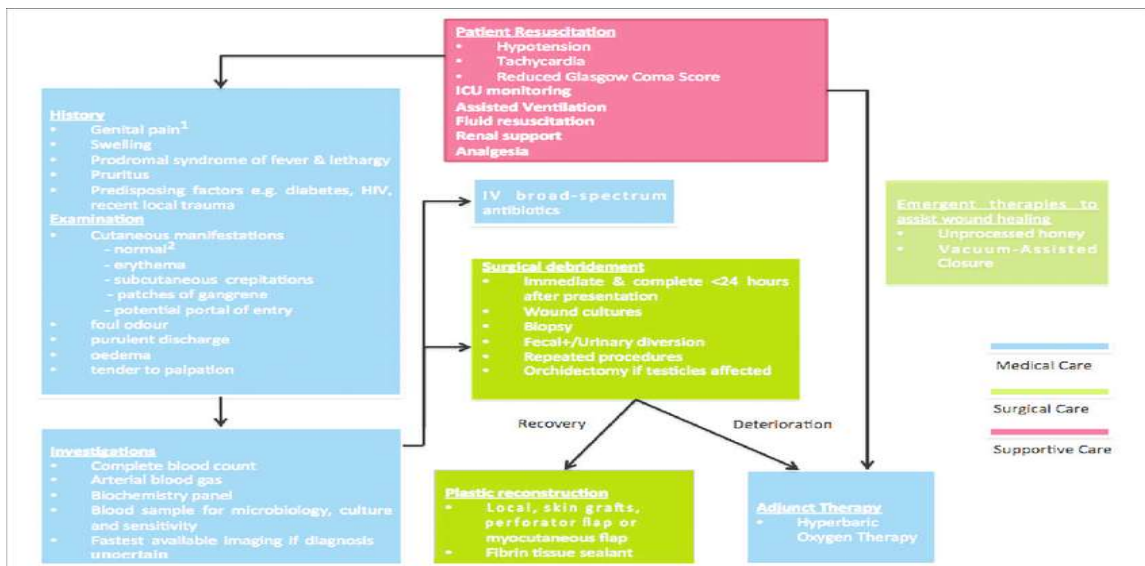 Patient Resuscitation
• Hypotension
• Tachycardia
• Reduced Glasgow Coma Score
ICU monitoring
Assisted Ventilation
Fluid resuscitation
Renal support
Analgesia
History
• Genital pain1
• Swelling
• Prodromal syndrome of fever & lethargy
• Pruritus
• Predisposing factors e.g. diabetes, HIV,
recent local trauma
Examination
• Cutaneous manifestations
- normal2
- erythema
- subcutaneous crepitations
- patches of gangrene
- potential portal of entry
• foul odour
• purulent discharge
• oedema
• tender to palpation
IV broad-spectrum
antibiotics
Emergent therapies to
assist wound healing
• Unprocessed honey
• Vacuum-Assisted
Closure
Surgical debridement
• Immediate & complete <24 hours
after presentation
• Wound cultures
• Biopsy
• Fecal+/Urinary diversion
• Repeated procedures
• Orchidectomy if testicles affected
Medical Care
Surgical Care
Supportive Care
Recovery
Deterioration
Investigations
• Complete blood count
• Arterial blood gas
• Biochemistry panel
• Blood sample for microbiology, culture
and sensitivity
• Fastest available imaging if diagnosis
uncertain
Plastic reconstruction
• Local, skin grafts,
perforator flap or
myocutaneous flap
• Fibrin tissue sealant
Adjunct Therapy
• Hyperbaric
Oxygen Therapy